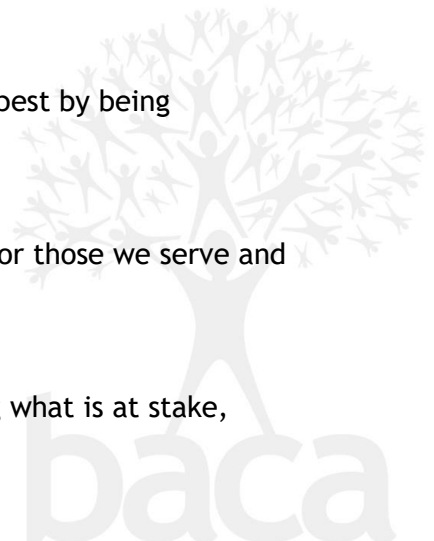 best by being
or those we serve and
what is at stake,
baca